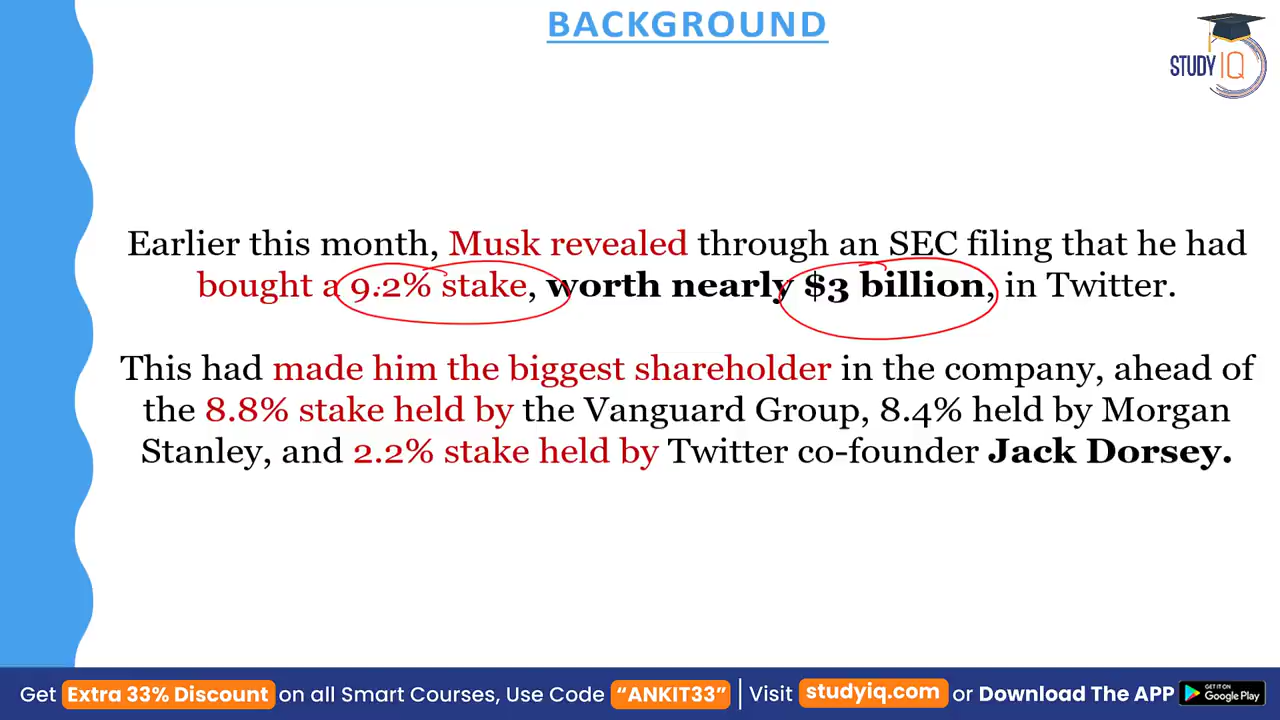 BACKGROUND
STUDY IQ
Earlier this month, Musk revealed through an SEC filing that he had
bought a 9.2% stake, worth nearly $3 billion, in Twitter.
This had made him the biggest shareholder in the company, ahead of
the 8.8% stake held by the Vanguard Group, 8.4% held by Morgan
Stanley, and 2.2% stake held by Twitter co-founder Jack Dorsey.
Get Extra 33% Discount on all Smart Courses, Use Code “ANKIT33” Visit studyiq.com or Download The APP GET IT ON Google Play